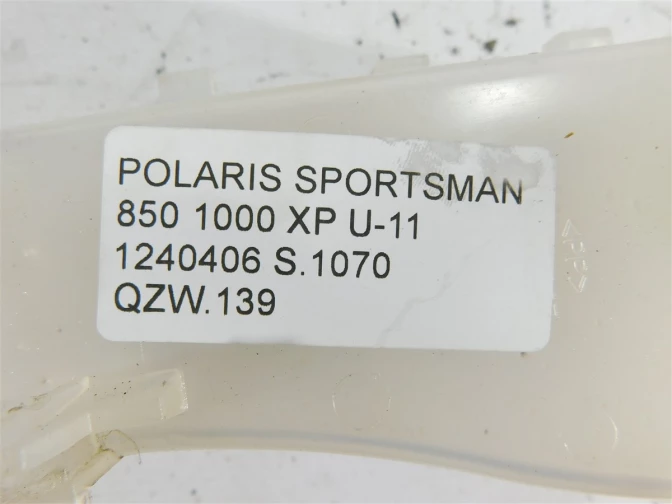 POLARIS SPORTSMAN
850 1000 XP U-11
1240406 S.1070
QZW.139